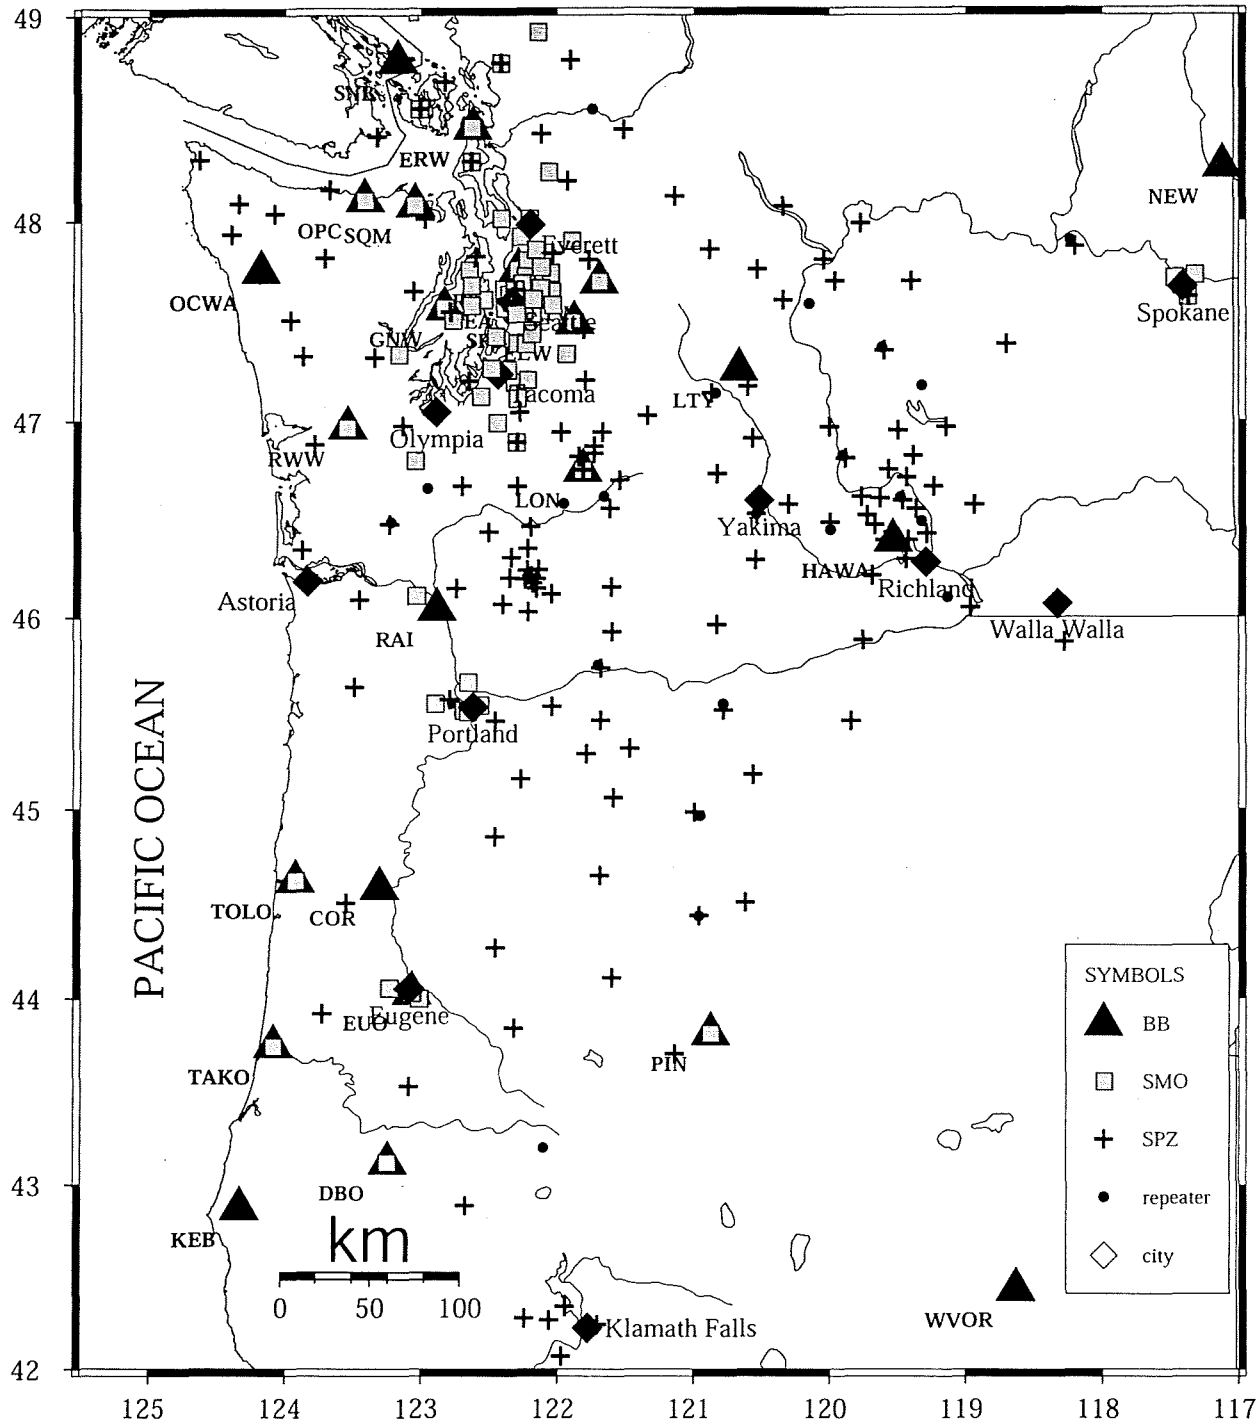 49
48
47
46
45
44
43
42
SNB
ERW
NEW
OPC
SQM
Everett
OCWA
Spokane
GNW
Seattle
LTY
Tacoma
Olympia
RWW
LON
Yakima
HAWA
Richland
Astoria
Walla Walla
RAI
Portland
PACIFIC OCEAN
TOLO
COR
SYMBOLS
BB
SMO
SPZ
repeater
city
EUO
Eugene
PIN
TAKO
DBO
KEB
km
0
50
100
WVOR
Klamath Falls
125
124
123
122
121
120
119
118
117